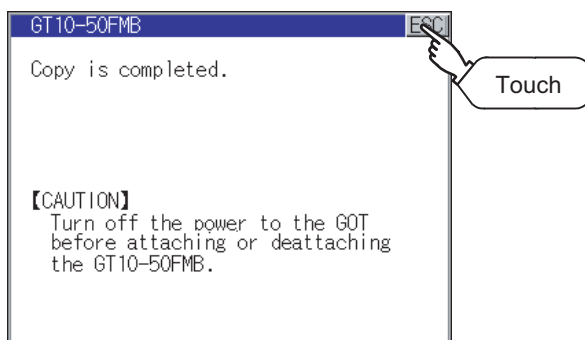 GT10-50FMB ESC
Copy is completed.
Touch
【CAUTION】
Turn off the power to the GOT
before attaching or deattaching
the GT10-50FMB.